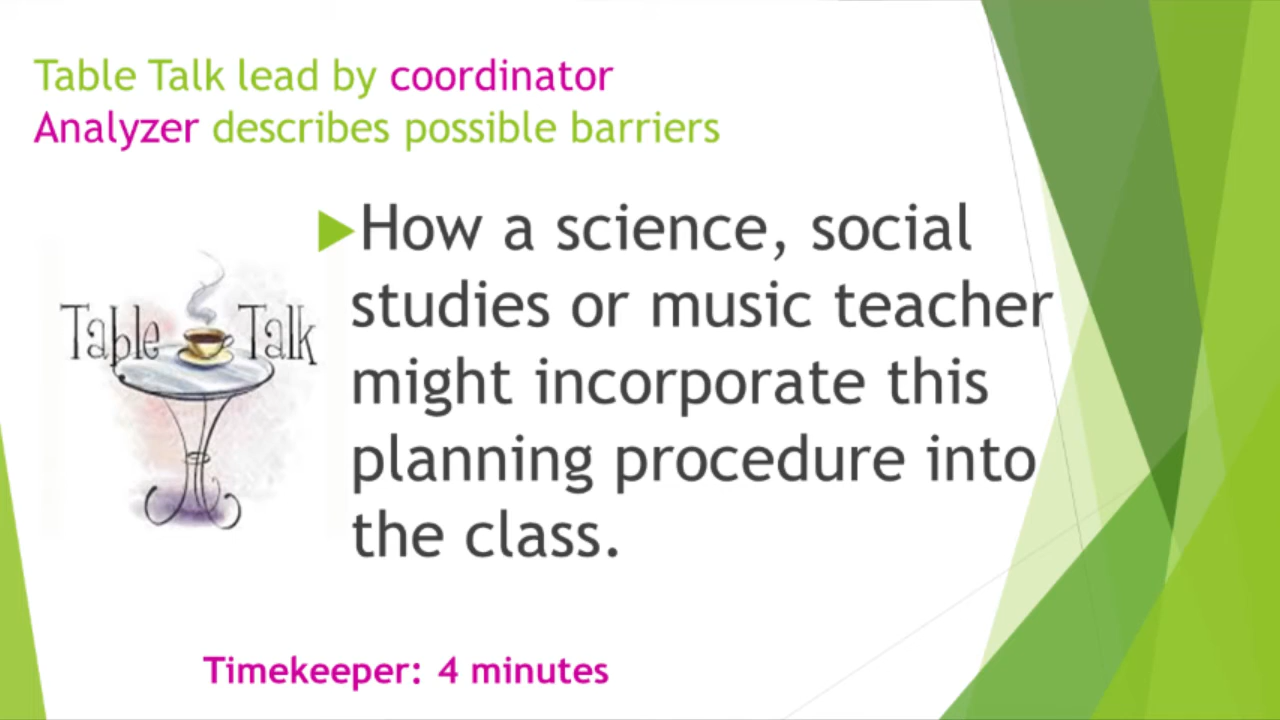 Table Talk lead by coordinator
Analyzer describes possible barriers
How a science, social
studies or music teacher
might incorporate this
planning procedure into
the class.
Table Talk
Timekeeper: 4 minutes